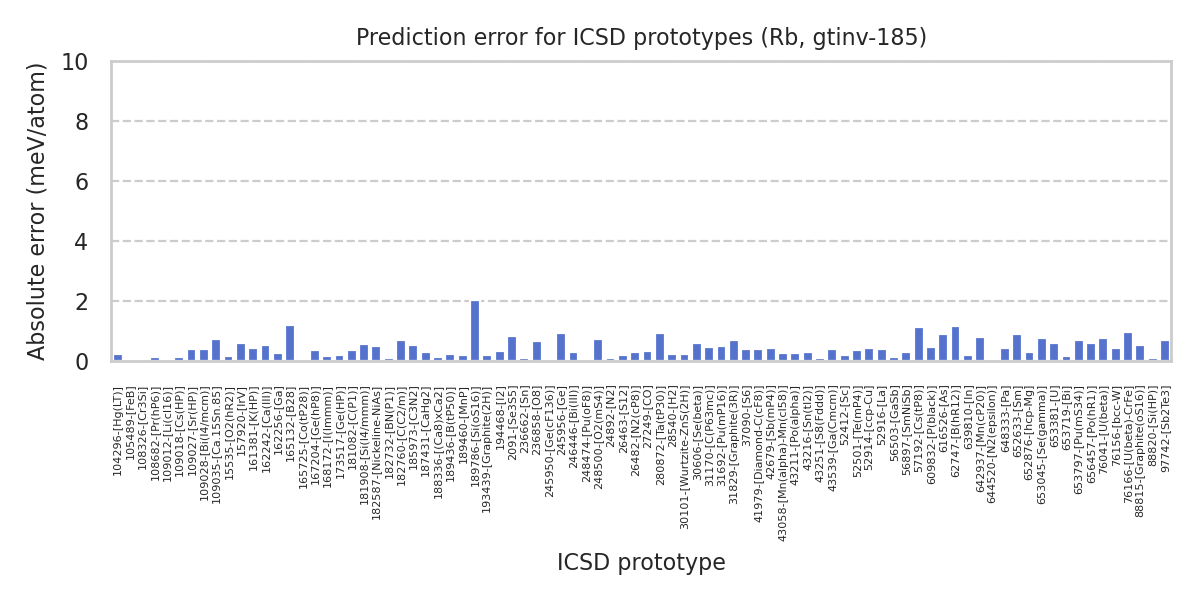 Prediction error for ICSD prototypes (Rb, gtinv-185)
Absolute error (meV/atom)
10
8
6
4
2
0
104296-[Hg(LT)]
105489-[FeB]
108326-[Cr3Si]
108682-[Pr(hP6)]
109012-[Li(cI16)]
109018-[Cs(HP)]
109027-[Sr(HP)]
109028-[Bi(I4/mcm)]
109035-[Ca.15Sn.85]
15535-[O2(hR2)]
157920-[IrV]
161381-[K(HP)]
162242-[Ca(III)]
162256-[Ga]
165132-[B28]
165725-[Co(tP28)]
167204-[Ge(hP8)]
168172-[I(Immm)]
173517-[Ge(HP)]
181082-[C(P1)]
181908-[Si(I4/mmm)]
182587-[Nickeline-NiAs]
182732-[BN(P1)]
182760-[C(C2/m)]
185973-[C3N2]
187431-[CaHg2]
188336-[(Ca8)xCa2]
189436-[B(tP50)]
189460-[MnP]
189786-[Si(oS16)]
193439-[Graphite(2H)]
194468-[I2]
2091-[Se3S5]
236662-[Sn]
236858-[O8]
245950-[Ge(cF136)]
245956-[Ge]
246446-[Bi(III)]
248474-[Pu(oF8)]
248500-[O2(mS4)]
24892-[N2]
26463-[S12]
26482-[N2(cP8)]
27249-[CO]
280872-[Ta(tP30)]
28540-[H2]
30101-[Wurtzite-ZnS(2H)]
30606-[Se(beta)]
31170-[C(P63mc)]
31692-[Pu(mP16)]
31829-[Graphite(3R)]
37090-[S6]
41979-[Diamond-C(cF8)]
42679-[Sb(mP4)]
43058-[Mn(alpha)-Mn(cI58)]
43211-[Po(alpha)]
43216-[Sn(tI2)]
43251-[S8(Fddd)]
43539-[Ga(Cmcm)]
52412-[Sc]
52501-[Te(mP4)]
52914-[fcc-Cu]
52916-[La]
56503-[GaSb]
56897-[SmNiSb]
57192-[Cs(tP8)]
609832-[P(black)]
616526-[As]
62747-[B(hR12)]
639810-[In]
642937-[Mn(cP20)]
644520-[N2(epsilon)]
648333-[Pa]
652633-[Sm]
652876-[hcp-Mg]
653045-[Se(gamma)]
653381-[U]
653719-[Bi]
653797-[Pu(mS34)]
656457-[Po(hR1)]
76041-[U(beta)]
76156-[bcc-W]
76166-[U(beta)-CrFe]
88815-[Graphite(oS16)]
88820-[Si(HP)]
97742-[Sb2Te3]
ICSD prototype